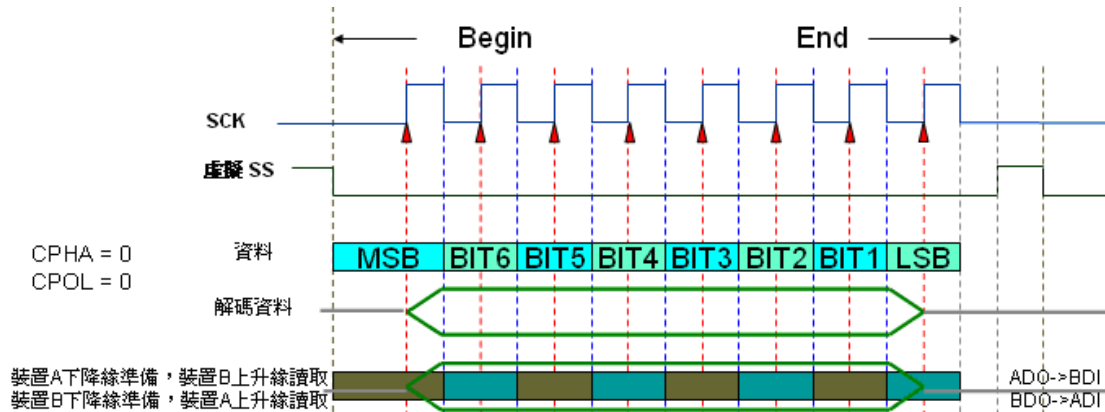 Begin End
SCK
虛擬 SS
CPHA = 0
CPOL = 0
資料
MSB BIT6 BIT5 BIT4 BIT3 BIT2 BIT1 LSB
解碼資料
裝置A下降緣準備，裝置B上升緣讀取
ADO->BDI
裝置B下降緣準備，裝置A上升緣讀取
BDO->ADI